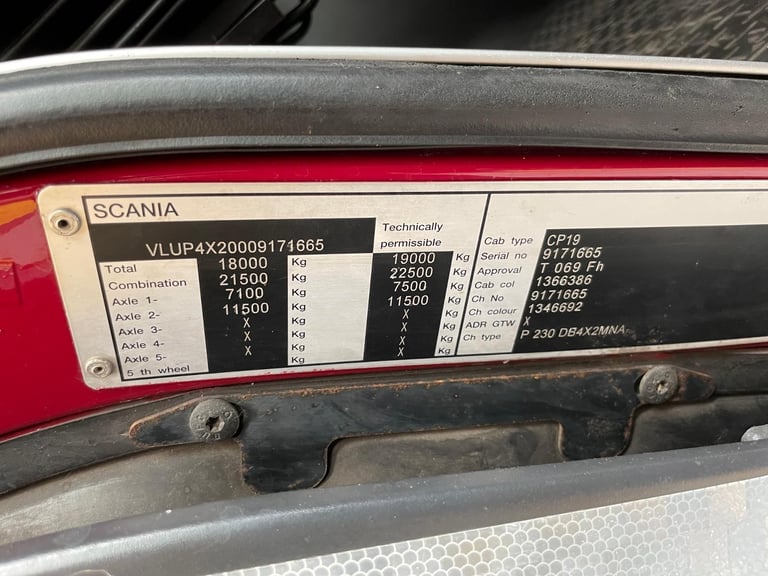 SCANIA
VLUP4X20009171665
Technically
permissible
Total 18000 Kg 19000 Kg
Combination 21500 Kg 22500 Kg
Axle 1- 7100 Kg 7500 Kg
Axle 2- 11500 Kg 11500 Kg
Axle 3- X Kg X Kg
Axle 4- X Kg X Kg
Axle 5- X Kg X Kg
5 th wheel Kg X Kg
Cab type CP19
Serial no 9171665
Approval T 069 Fh
Cab col 1366386
Ch No 9171665
Ch colour 1346692
ADR GTW X
Ch type P 230 DB4X2MNA